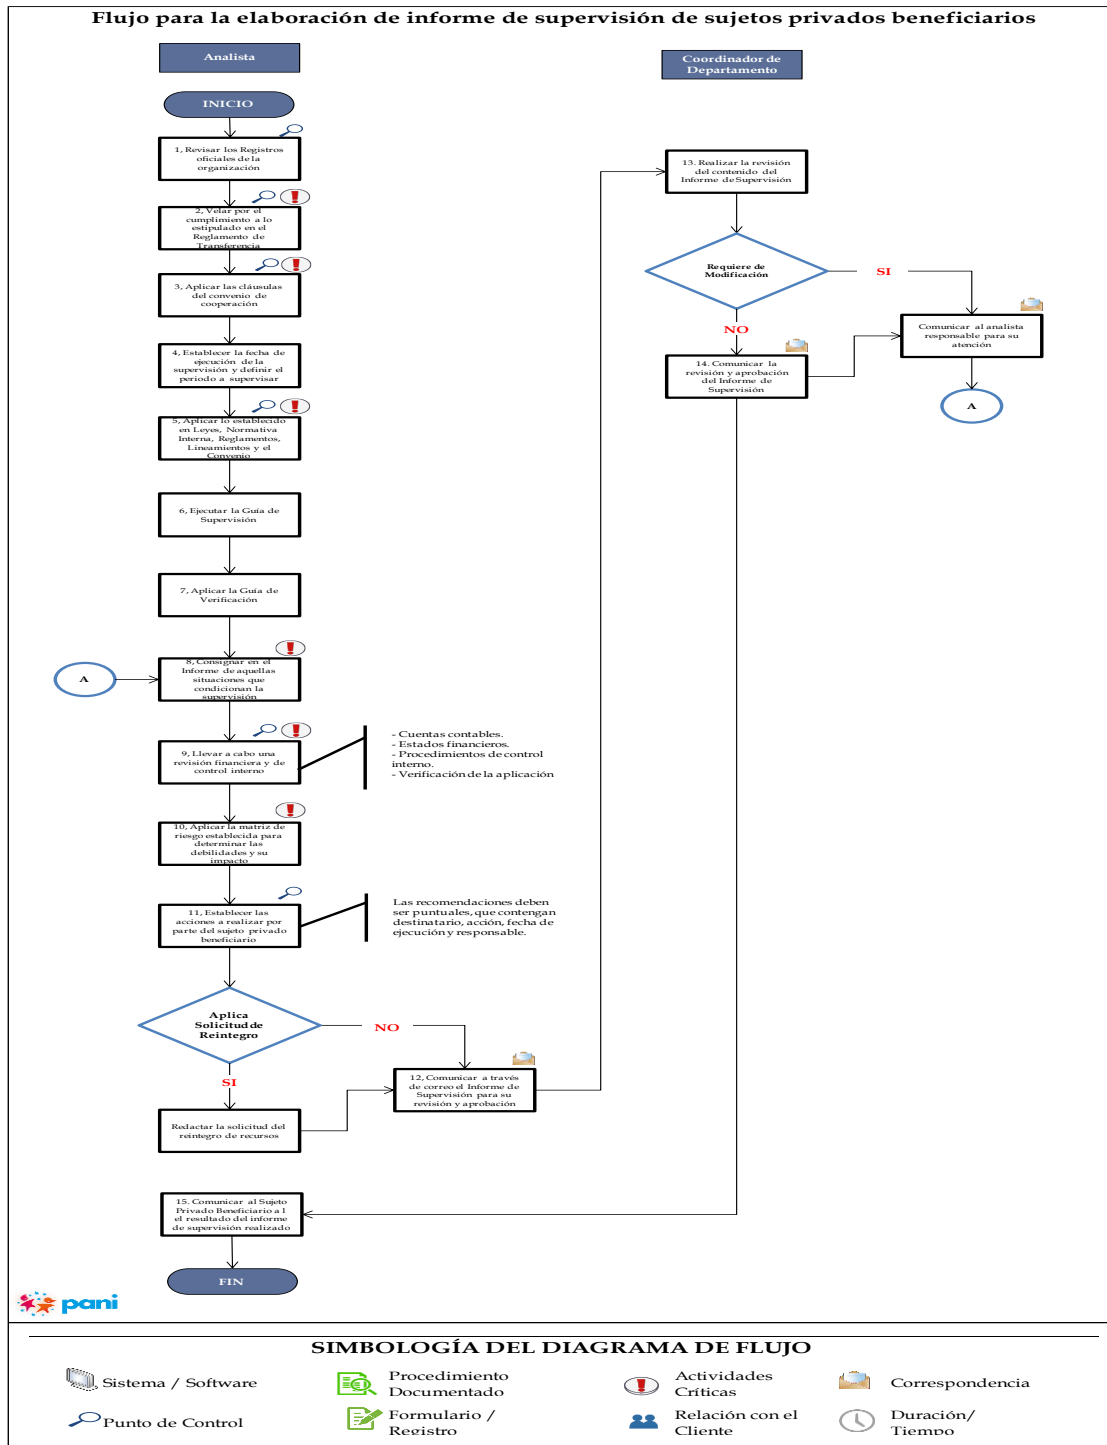 Flujo para la elaboración de informe de supervisión de sujetos privados beneficiarios
Analista
INICIO
1, Revisar los Registros
oficiales de la
organización
2, Velar por el
cumplimiento a lo
estipulado en el
Reglamento de
Transferencia
3, Aplicar las cláusulas
del convenio de
cooperación
4, Establecer la fecha de
ejecución de la
supervisión y definir el
periodo a supervisar
5, Aplicar lo establecido
en Leyes, Normativa
Interna, Reglamentos,
Lineamientos y el
Convenio
6, Ejecutar la Guía de
Supervisión
7, Aplicar la Guía de
Verificación
8, Consignar en el
Informe de aquellas
situaciones que
condicionan la
supervisión
A
9, Llevar a cabo una
revisión financiera y de
control interno
- Cuentas contables.
- Estados financieros.
- Procedimientos de control
interno.
- Verificación de la aplicación
10, Aplicar la matriz de
riesgo establecida para
determinar las
debilidades y su
impacto
11, Establecer las
acciones a realizar por
parte del sujeto privado
beneficiario
Las recomendaciones deben
ser puntuales, que contengan
destinatario, acción, fecha de
ejecución y responsable.
Aplica
Solicitud de
Reintegro
NO
SI
12, Comunicar a través
de correo el Informe de
Supervisión para su
revisión y aprobación
Redactar la solicitud del
reintegro de recursos
Coordinador de
Departamento
13. Realizar la revisión
del contenido del
Informe de Supervisión
Requiere de
Modificación
SI
NO
Comunicar al analista
responsable para su
atención
14. Comunicar la
revisión y aprobación
del Informe de
Supervisión
A
15. Comunicar al Sujeto
Privado Beneficiario a l
el resultado del informe
de supervisión realizado
FIN
pani
SIMBOLOGÍA DEL DIAGRAMA DE FLUJO
Sistema / Software
Procedimiento
Documentado
Actividades
Críticas
Correspondencia
Punto de Control
Formulario /
Registro
Relación con el
Cliente
Duración/
Tiempo